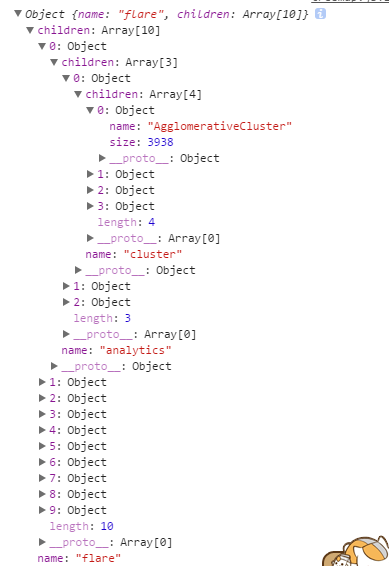 Object {name: "flare", children: Array[10]} i
children: Array[10]
0: Object
children: Array[3]
0: Object
children: Array[4]
0: Object
name: "AgglomerativeCluster"
size: 3938
__proto__: Object
1: Object
2: Object
3: Object
length: 4
__proto__: Array[0]
name: "cluster"
__proto__: Object
1: Object
2: Object
length: 3
__proto__: Array[0]
name: "analytics"
__proto__: Object
1: Object
2: Object
3: Object
4: Object
5: Object
6: Object
7: Object
8: Object
9: Object
length: 10
__proto__: Array[0]
name: "flare"